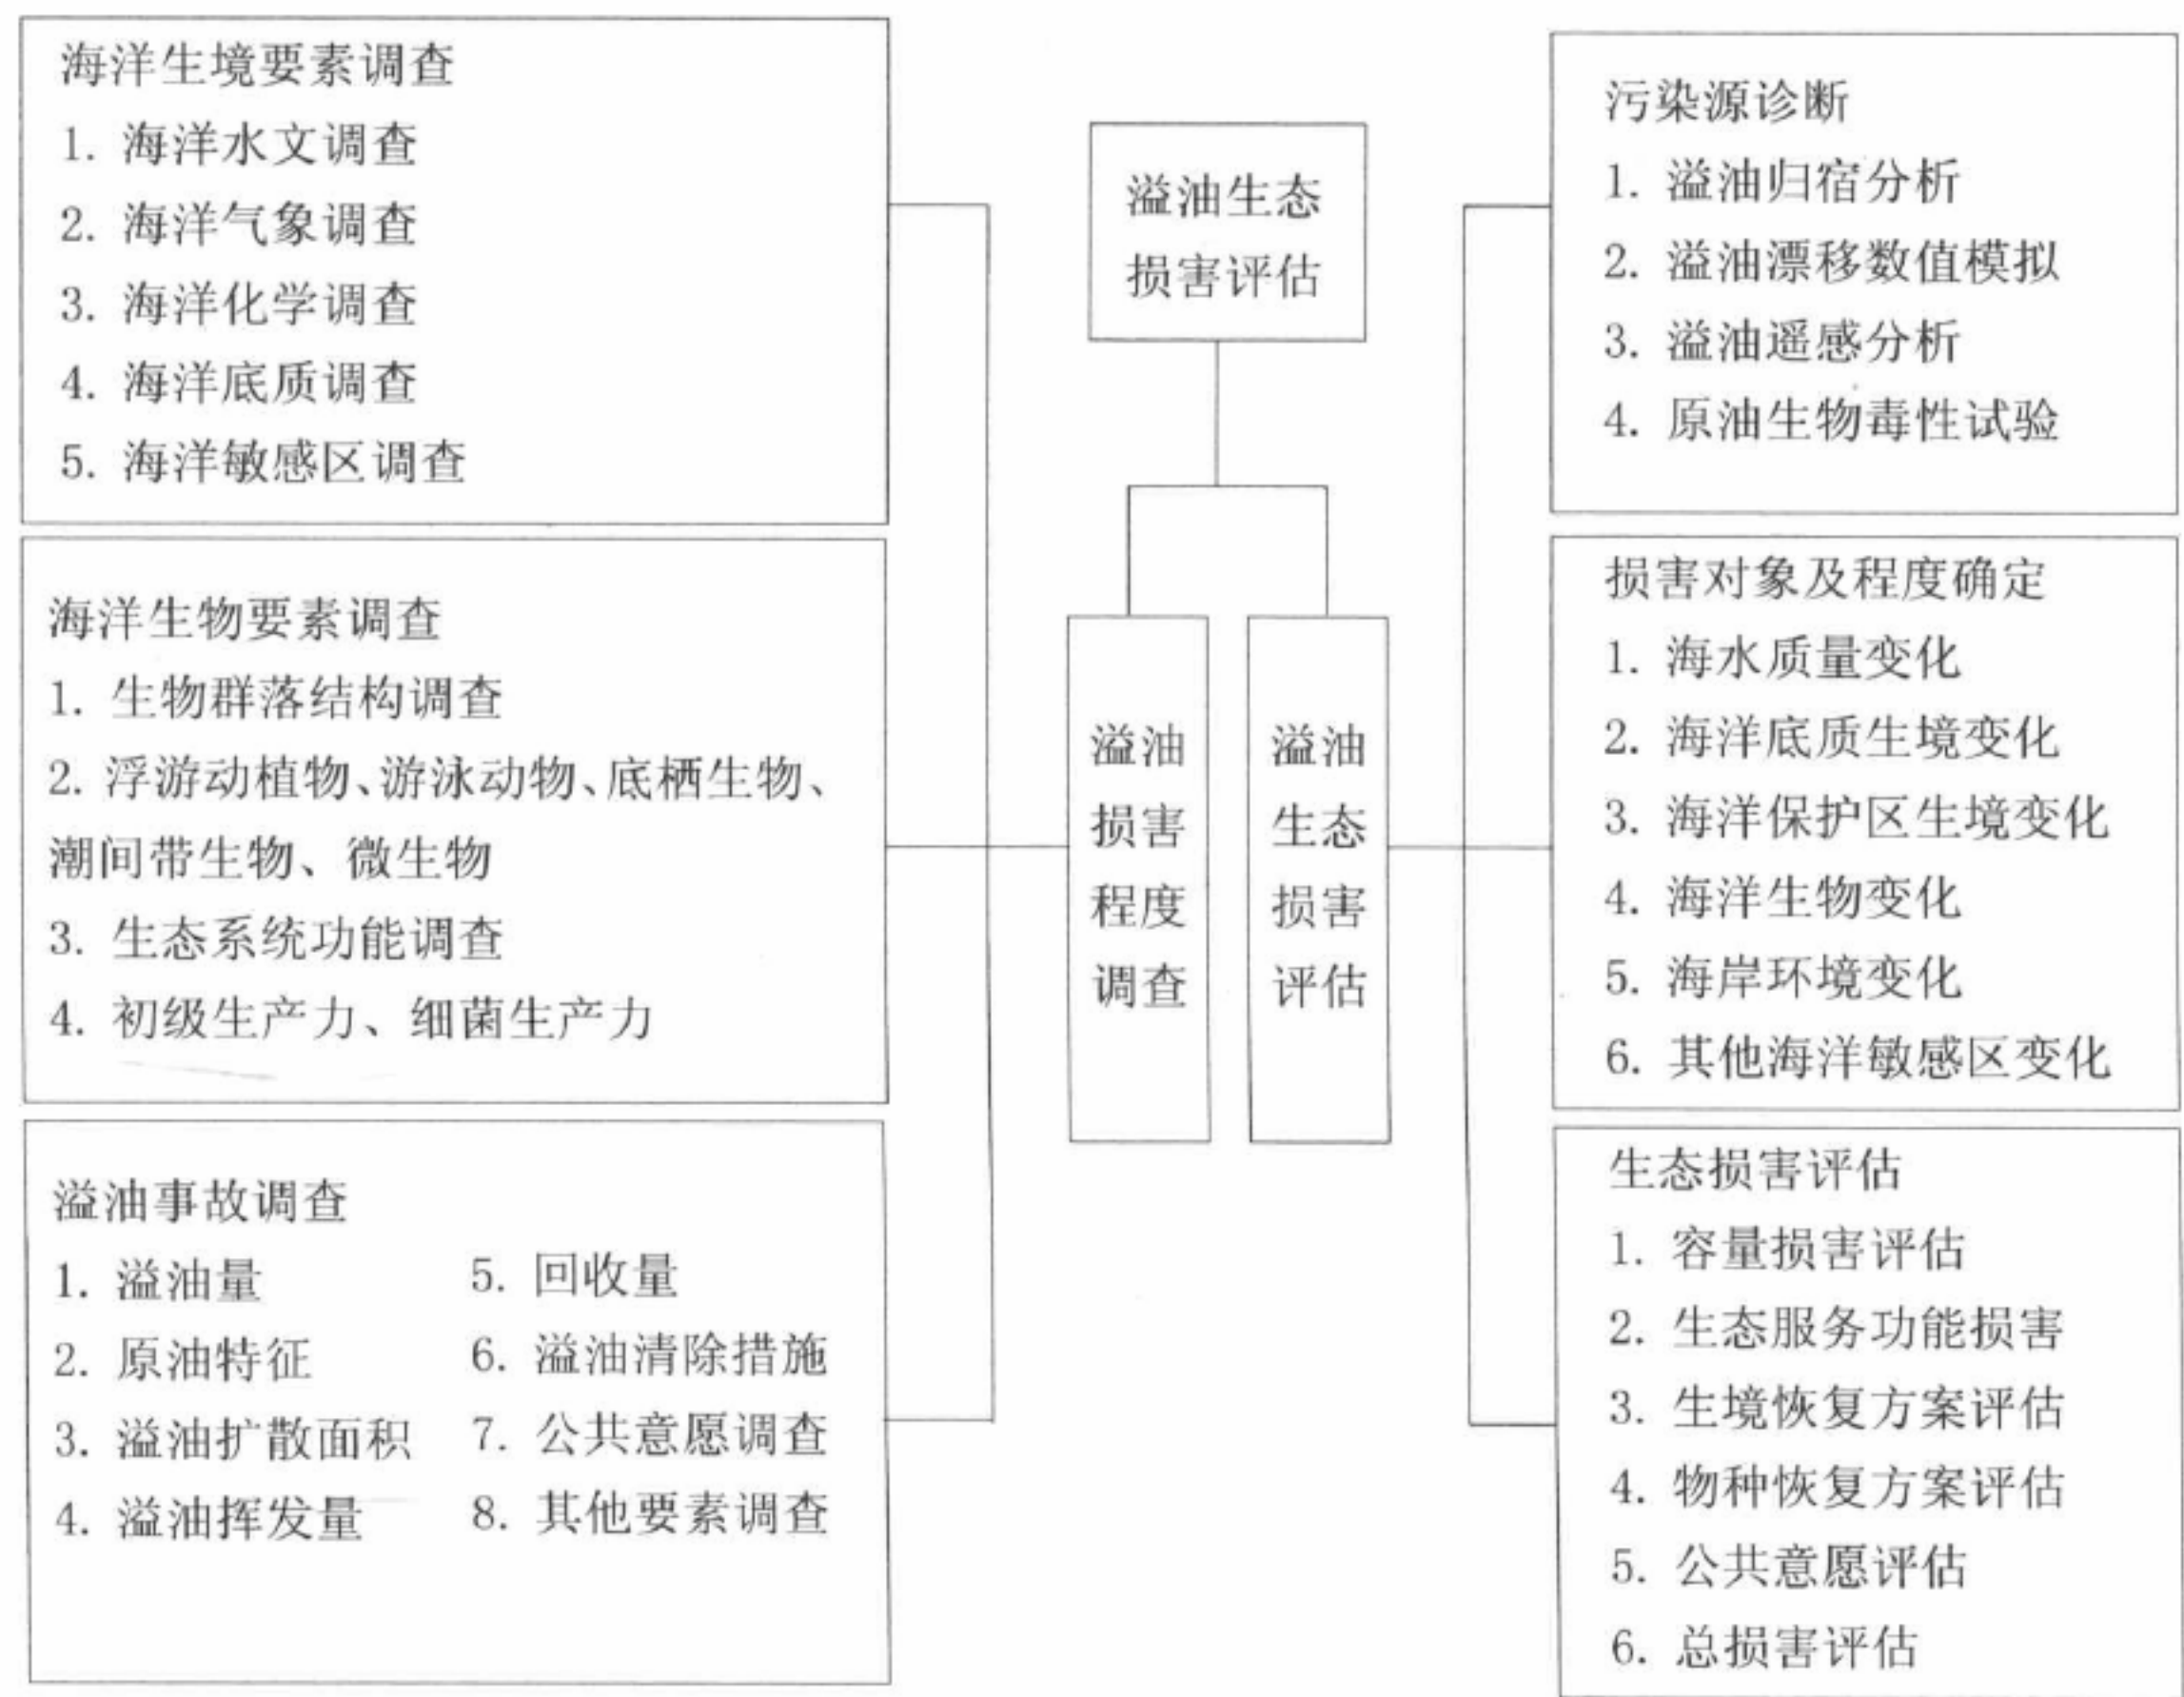 海洋生境要素调查
1. 海洋水文调查
2. 海洋气象调查
3. 海洋化学调查
4. 海洋底质调查
5. 海洋敏感区调查
海洋生物要素调查
1. 生物群落结构调查
2. 浮游动植物、游泳动物、底栖生物、
潮间带生物、微生物
3. 生态系统功能调查
4. 初级生产力、细菌生产力
溢油事故调查
1. 溢油量
2. 原油特征
3. 溢油扩散面积
4. 溢油挥发量
5. 回收量
6. 溢油清除措施
7. 公共意愿调查
8. 其他要素调查
溢油生态
损害评估
溢油
损害
程度
调查
溢油
生态
损害
评估
污染源诊断
1. 溢油归宿分析
2. 溢油漂移数值模拟
3. 溢油遥感分析
4. 原油生物毒性试验
损害对象及程度确定
1. 海水质量变化
2. 海洋底质生境变化
3. 海洋保护区生境变化
4. 海洋生物变化
5. 海岸环境变化
6. 其他海洋敏感区变化
生态损害评估
1. 容量损害评估
2. 生态服务功能损害
3. 生境恢复方案评估
4. 物种恢复方案评估
5. 公共意愿评估
6. 总损害评估